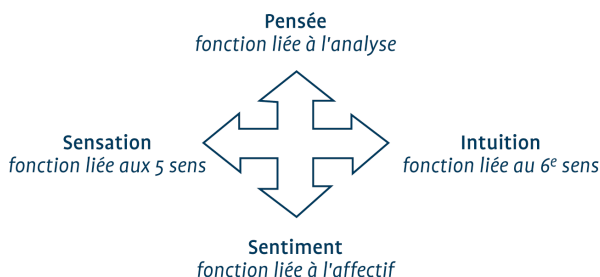 Pensée
fonction liée à l'analyse
Sensation
fonction liée aux 5 sens
Intuition
fonction liée au 6e sens
Sentiment
fonction liée à l'affectif